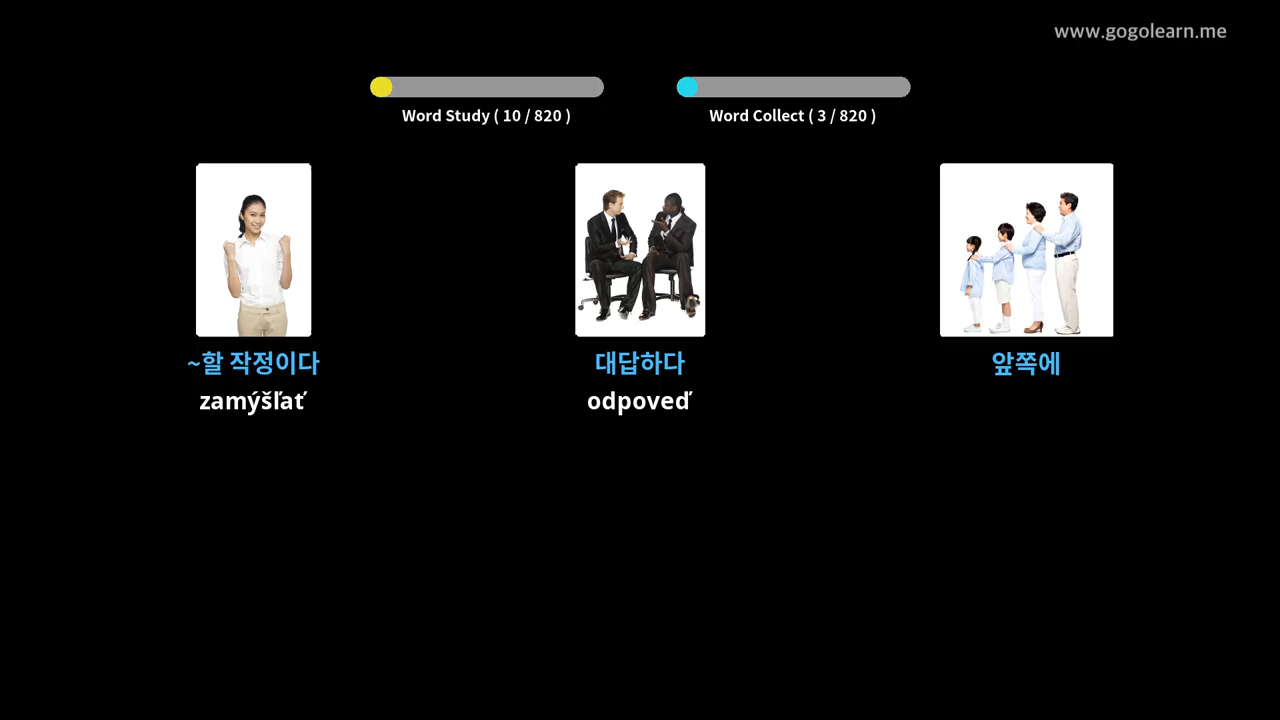 www.gogolearn.me
Word Study ( 10 / 820 )
Word Collect ( 3 / 820 )
~할 작정이다
zamýšľať
대답하다
odpoveď
앞쪽에